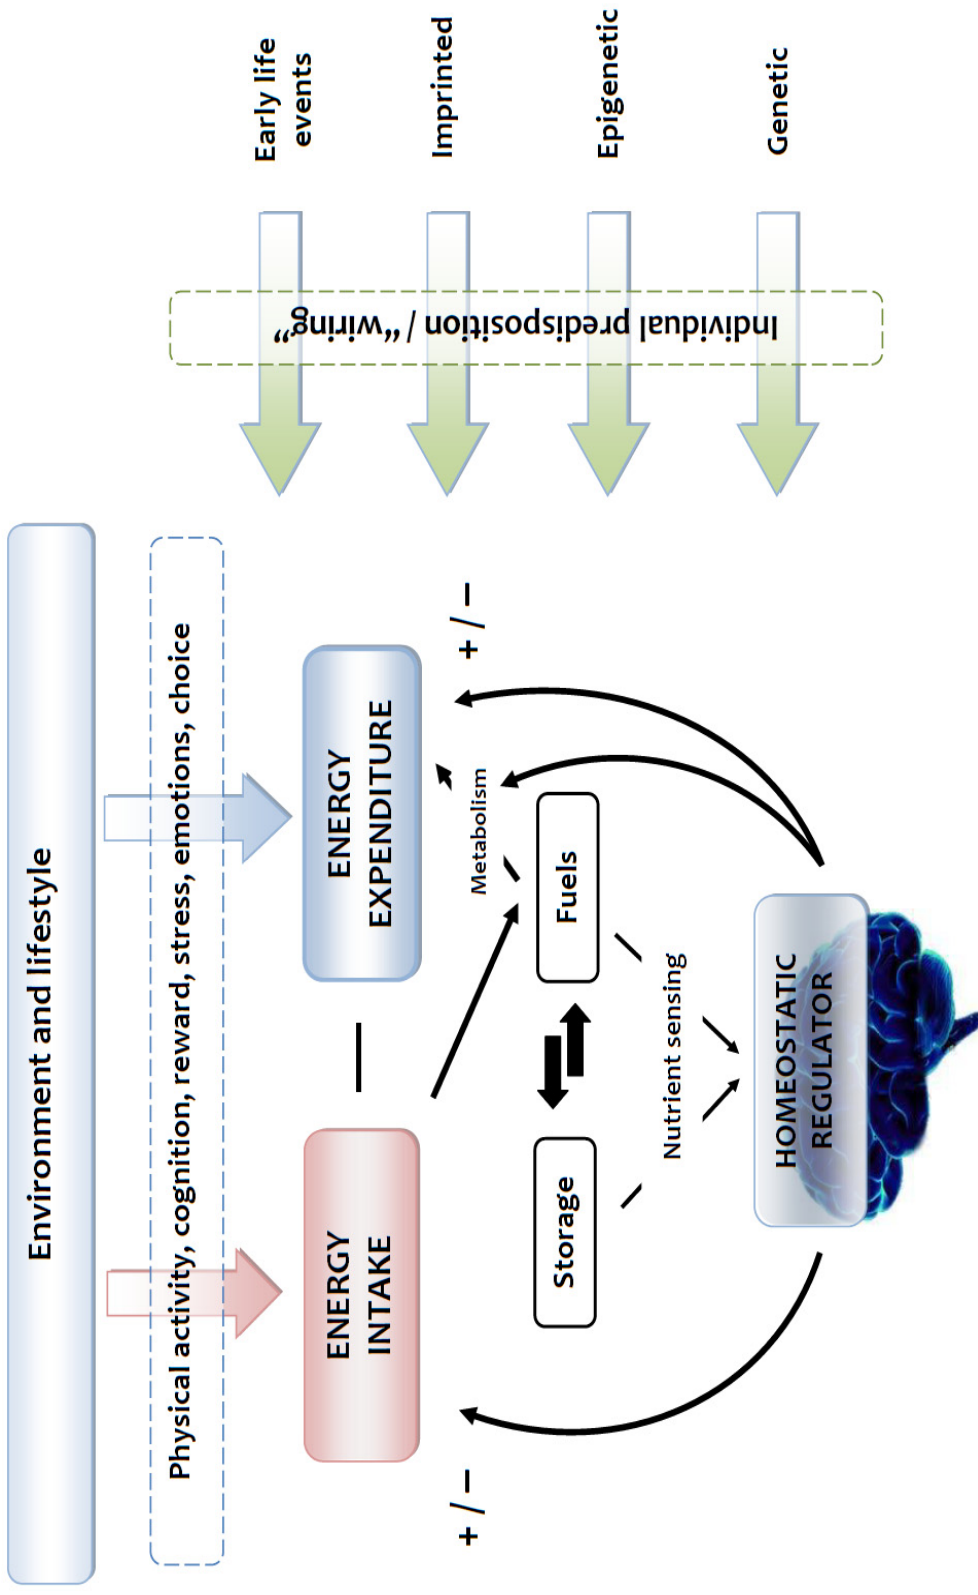 Environment and lifestyle
Physical activity, cognition, reward, stress, emotions, choice
ENERGY
INTAKE
—
ENERGY
EXPENDITURE
+ / –
+ / –
Metabolism
Storage
Fuels
Nutrient sensing
HOMEOSTATIC
REGULATOR
Early life
events
Imprinted
Epigenetic
Genetic
Individual predisposition / “wiring”